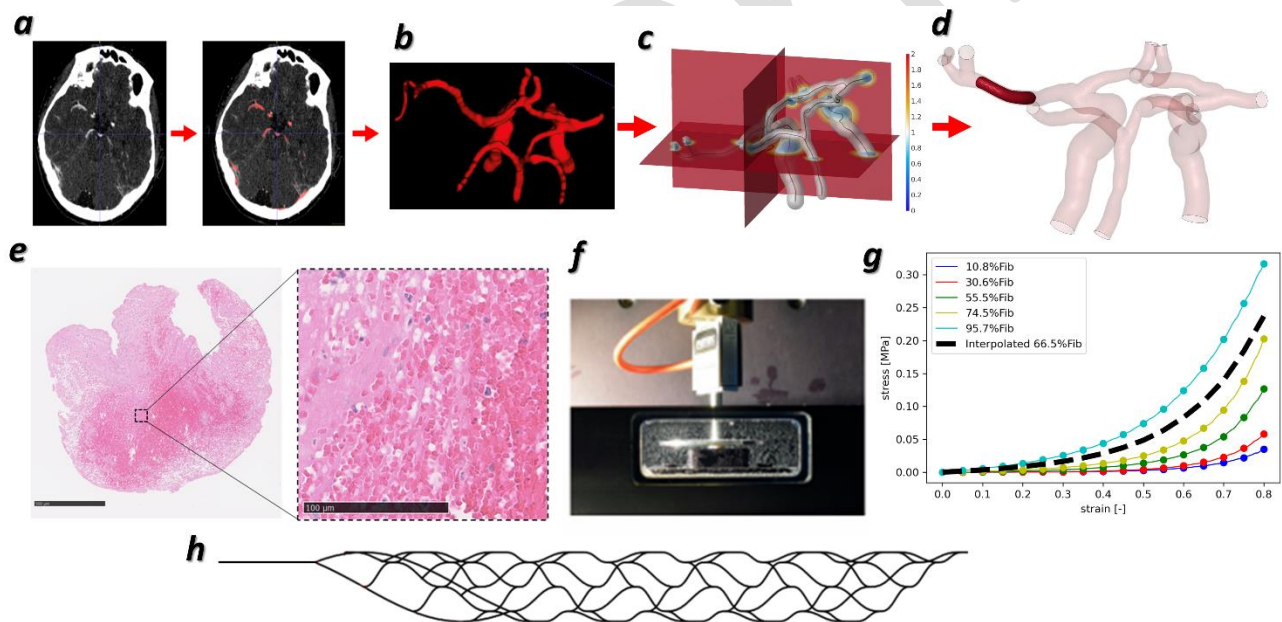 a
b
c
2
1.8
1.6
1.4
1.2
1
0.8
0.6
0.4
0.2
0
d
e
100 μm
f
g
10.8%Fib
30.6%Fib
55.5%Fib
74.5%Fib
95.7%Fib
Interpolated 66.5%Fib
stress [MPa]
0.30
0.25
0.20
0.15
0.10
0.05
0.00
0.0 0.1 0.2 0.3 0.4 0.5 0.6 0.7 0.8
strain [-]
h